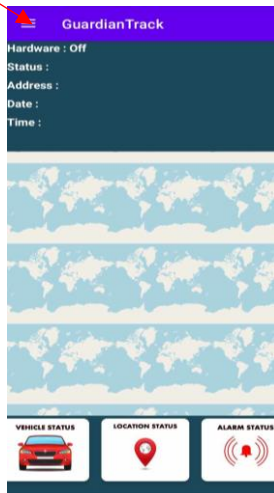 GuardianTrack
Hardware : Off
Status :
Address :
Date :
Time :
VEHICLE STATUS
LOCATION STATUS
ALARM STATUS